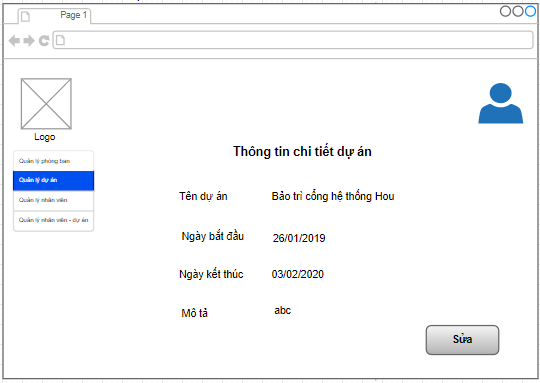 Page 1
Logo
Quản lý phòng ban
Quản lý dự án
Quản lý nhân viên
Quản lý nhân viên - dự án
Thông tin chi tiết dự án
Tên dự án Bảo trì cổng hệ thống Hou
Ngày bắt đầu 26/01/2019
Ngày kết thúc 03/02/2020
Mô tả abc
Sửa